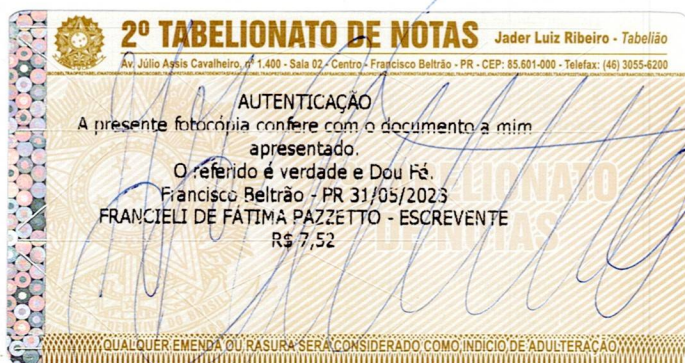 2º TABELIONATO DE NOTAS Jader Luiz Ribeiro - Tabelião
Av. Júlio Assis Cavalheiro, nº 1.400 - Sala 02 - Centro - Francisco Beltrão - PR - CEP: 85.601-000 - Telefax: (46) 3055-6200
AUTENTICAÇÃO
A presente fotocópia confere com o documento a mim
apresentado.
O referido é verdade e Dou Fé.
Francisco Beltrão - PR 31/05/2023
FRANCIELI DE FÁTIMA PAZZETTO - ESCREVENTE
R$ 7,52
TABELIONATO
DE NOTAS
QUALQUER EMENDA OU RASURA SERÁ CONSIDERADO COMO INDÍCIO DE ADULTERAÇÃO